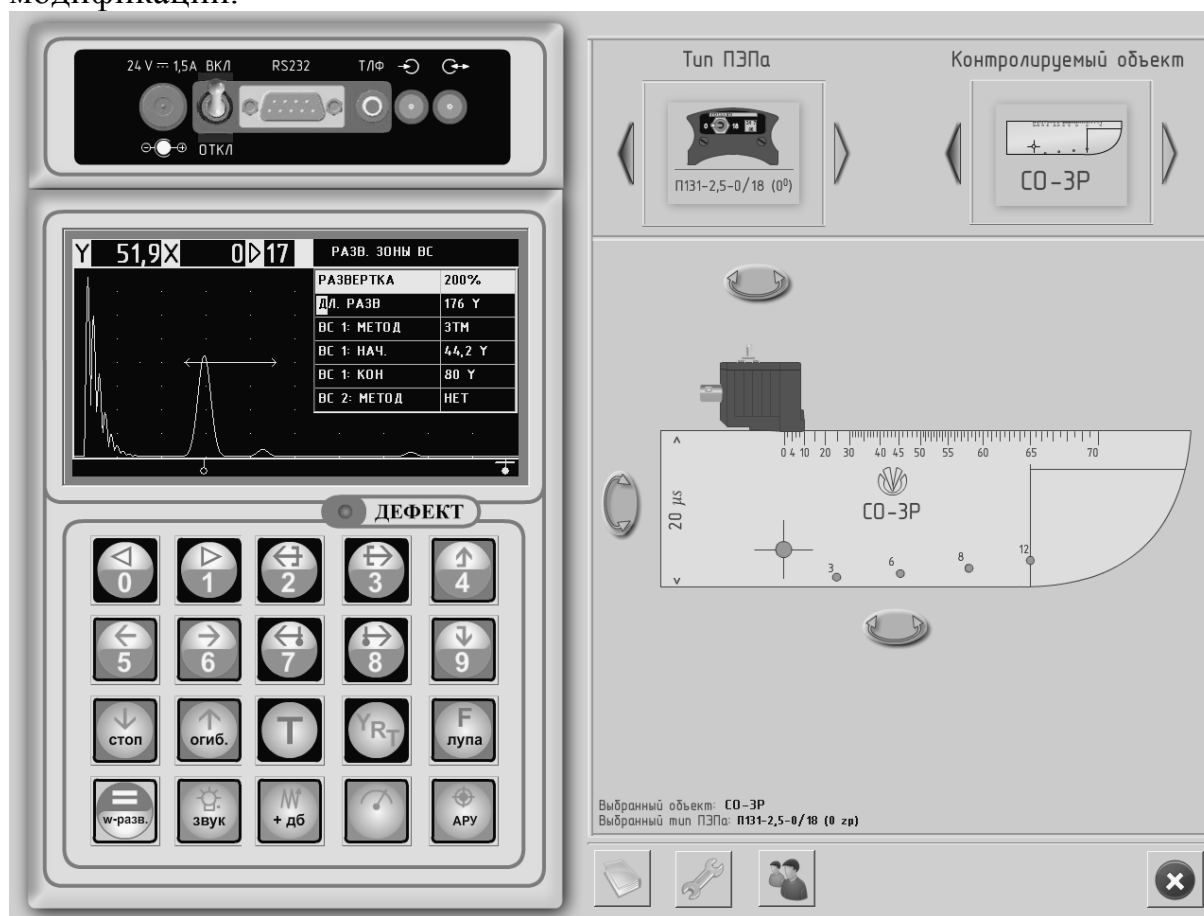 модификации.
24 V 1,5A ВКЛ RS232 ТЛФ
ОТКЛ
Y 51,9 X 0 17 РАЗВ. ЗОНЫ ВС
РАЗВЕРТКА 200%
ДЛ. РАЗВ 176 Y
ВС 1: МЕТОД ЗТМ
ВС 1: НАЧ. 44,2 Y
ВС 1: КОН 80 Y
ВС 2: МЕТОД НЕТ
ДЕФЕКТ
0 1 2 3 4
5 6 7 8 9
стоп огиб. T YRT F лупа
w-разв. звук + дб АРУ
Тип ПЭПа
0 18
П131-2,5-0/18 (0⁰)
Контролируемый объект
СО-3Р
0 4 10 20 30 40 45 50 55 60 65 70
20 μs
СО-3Р
3 6 8 12
Выбранный объект: СО-3Р
Выбранный тип ПЭПа: П131-2,5-0/18 (0 гр)